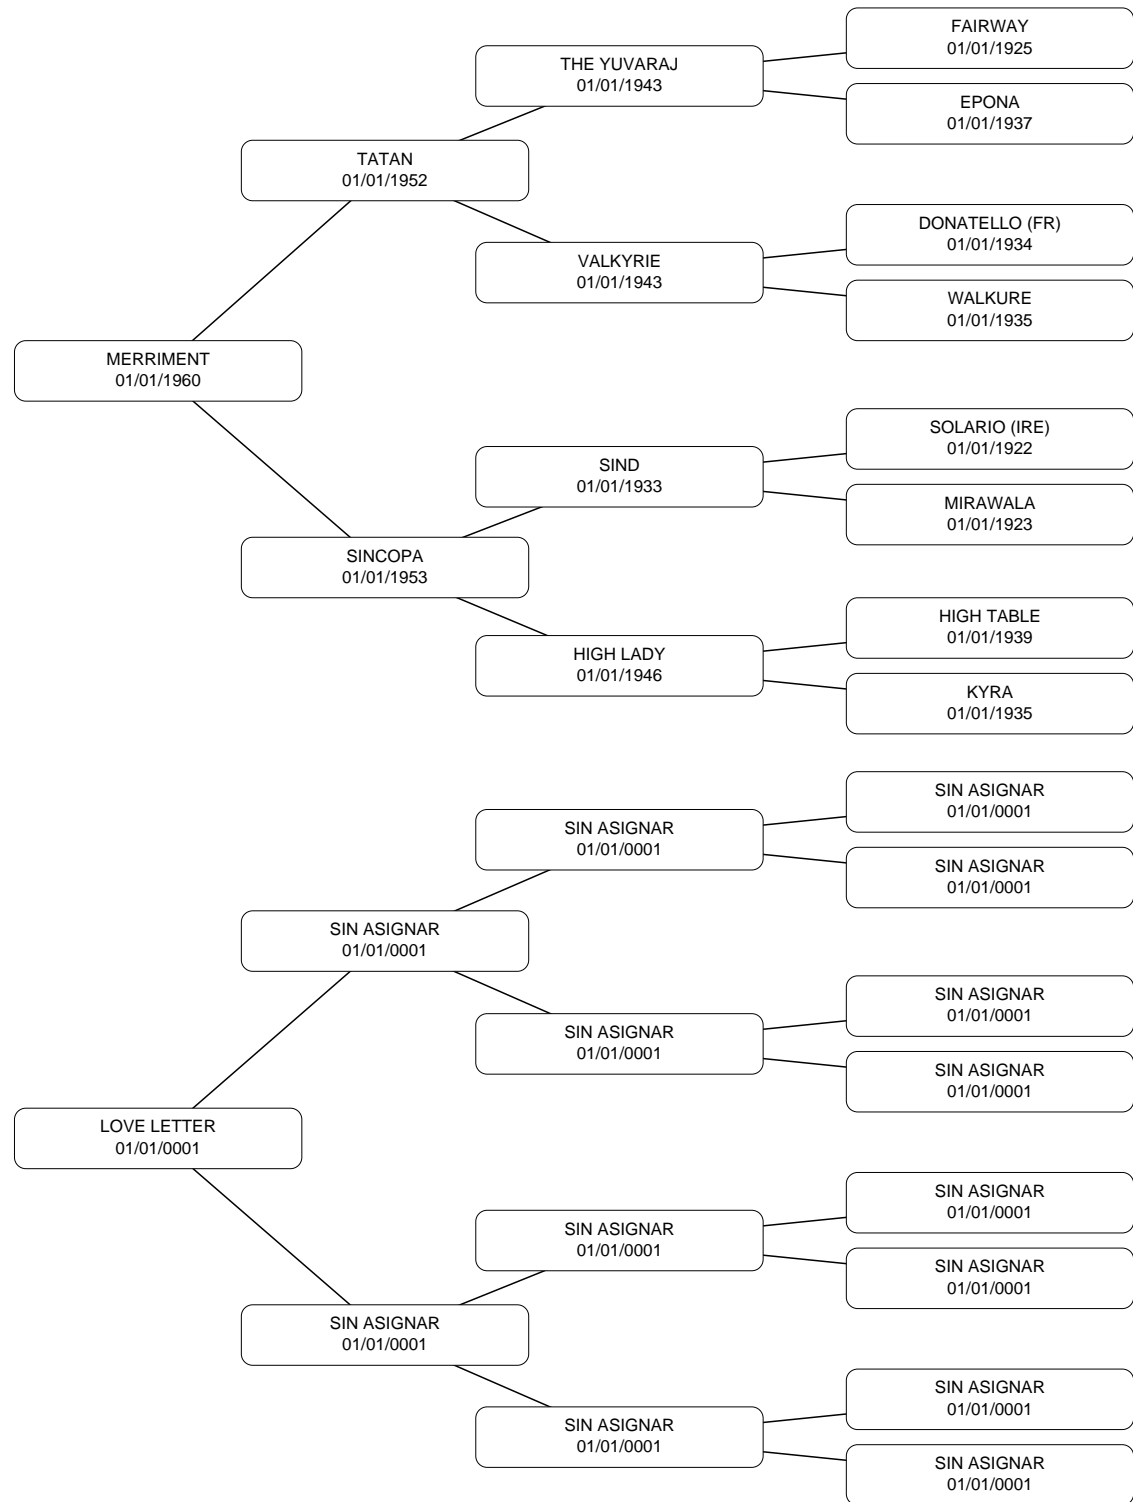 FAIRWAY
01/01/1925
THE YUVARAJ
01/01/1943
EPONA
01/01/1937
TATAN
01/01/1952
DONATELLO (FR)
01/01/1934
VALKYRIE
01/01/1943
WALKURE
01/01/1935
MERRIMENT
01/01/1960
SOLARIO (IRE)
01/01/1922
SIND
01/01/1933
MIRAWALA
01/01/1923
SINCOPA
01/01/1953
HIGH TABLE
01/01/1939
HIGH LADY
01/01/1946
KYRA
01/01/1935
SIN ASIGNAR
01/01/0001
SIN ASIGNAR
01/01/0001
SIN ASIGNAR
01/01/0001
SIN ASIGNAR
01/01/0001
SIN ASIGNAR
01/01/0001
SIN ASIGNAR
01/01/0001
SIN ASIGNAR
01/01/0001
LOVE LETTER
01/01/0001
SIN ASIGNAR
01/01/0001
SIN ASIGNAR
01/01/0001
SIN ASIGNAR
01/01/0001
SIN ASIGNAR
01/01/0001
SIN ASIGNAR
01/01/0001
SIN ASIGNAR
01/01/0001
SIN ASIGNAR
01/01/0001